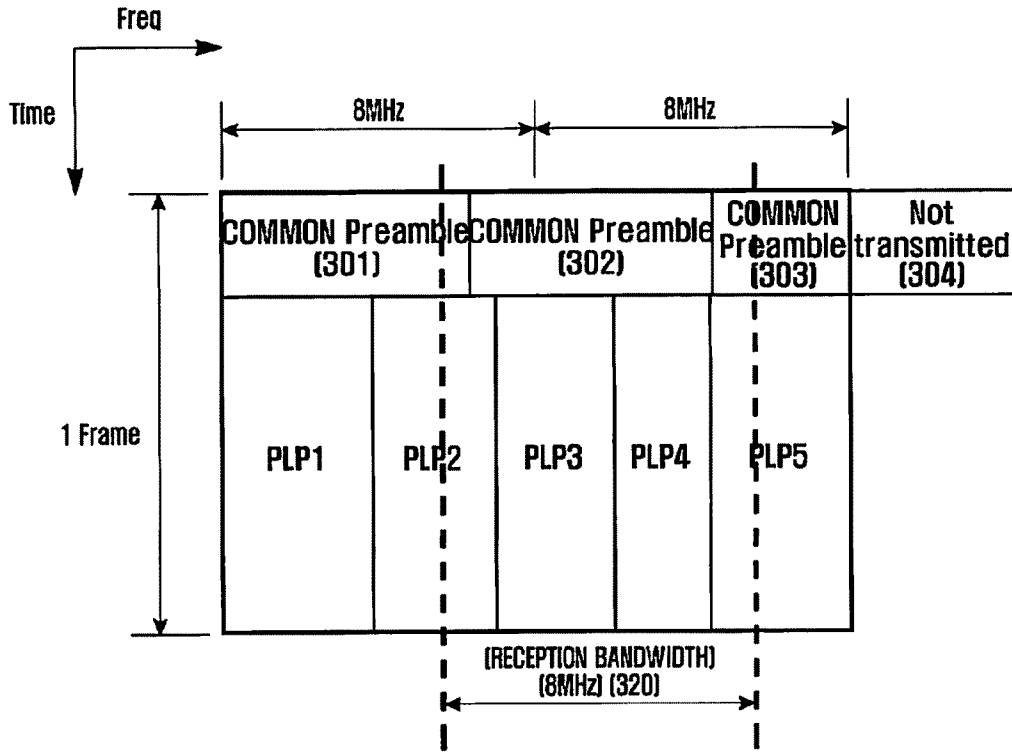 Freq
Time
8MHz
8MHz
COMMON Preamble
(301)
COMMON Preamble
(302)
COMMON
Preamble
(303)
Not
transmitted
(304)
1 Frame
PLP1
PLP2
PLP3
PLP4
PLP5
(RECEPTION BANDWIDTH)
(8MHz) (320)